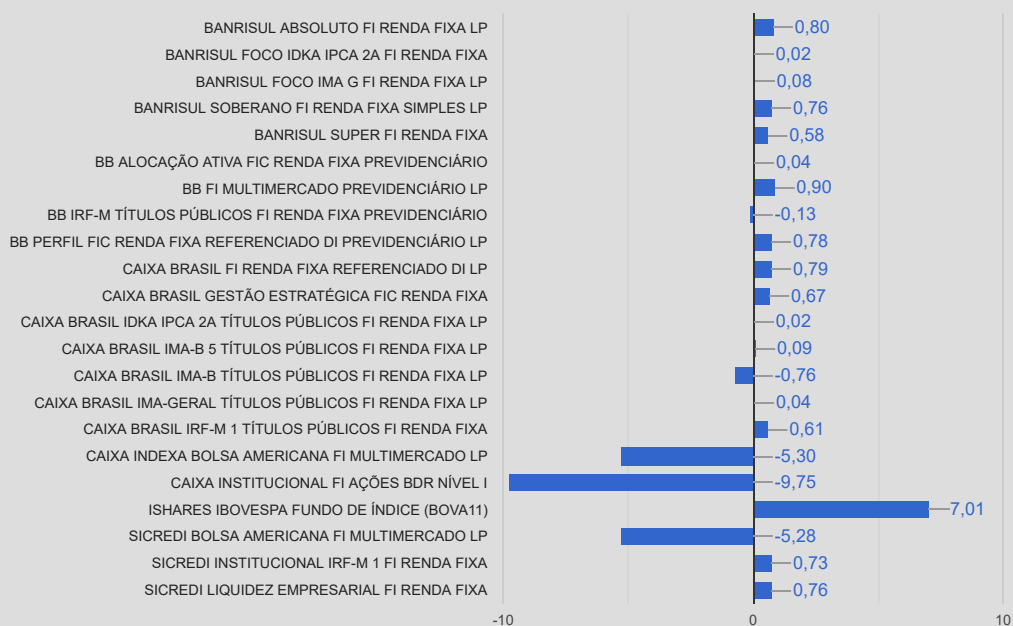 BANRISUL ABSOLUTO FI RENDA FIXA LP 0,80
BANRISUL FOCO IDKA IPCA 2A FI RENDA FIXA 0,02
BANRISUL FOCO IMA G FI RENDA FIXA LP 0,08
BANRISUL SOBERANO FI RENDA FIXA SIMPLES LP 0,76
BANRISUL SUPER FI RENDA FIXA 0,58
BB ALOCAÇÃO ATIVA FIC RENDA FIXA PREVIDENCIÁRIO 0,04
BB FI MULTIMERCADO PREVIDENCIÁRIO LP 0,90
BB IRF-M TÍTULOS PÚBLICOS FI RENDA FIXA PREVIDENCIÁRIO -0,13
BB PERFIL FIC RENDA FIXA REFERENCIADO DI PREVIDENCIÁRIO LP 0,78
CAIXA BRASIL FI RENDA FIXA REFERENCIADO DI LP 0,79
CAIXA BRASIL GESTÃO ESTRATÉGICA FIC RENDA FIXA 0,67
CAIXA BRASIL IDKA IPCA 2A TÍTULOS PÚBLICOS FI RENDA FIXA LP 0,02
CAIXA BRASIL IMA-B 5 TÍTULOS PÚBLICOS FI RENDA FIXA LP 0,09
CAIXA BRASIL IMA-B TÍTULOS PÚBLICOS FI RENDA FIXA LP -0,76
CAIXA BRASIL IMA-GERAL TÍTULOS PÚBLICOS FI RENDA FIXA LP 0,04
CAIXA BRASIL IRF-M 1 TÍTULOS PÚBLICOS FI RENDA FIXA 0,61
CAIXA INDEXA BOLSA AMERICANA FI MULTIMERCADO LP -5,30
CAIXA INSTITUCIONAL FI AÇÕES BDR NÍVEL I -9,75
ISHARES IBOVESPA FUNDO DE ÍNDICE (BOVA11) 7,01
SICREDI BOLSA AMERICANA FI MULTIMERCADO LP -5,28
SICREDI INSTITUCIONAL IRF-M 1 FI RENDA FIXA 0,73
SICREDI LIQUIDEZ EMPRESARIAL FI RENDA FIXA 0,76
-10 0 10